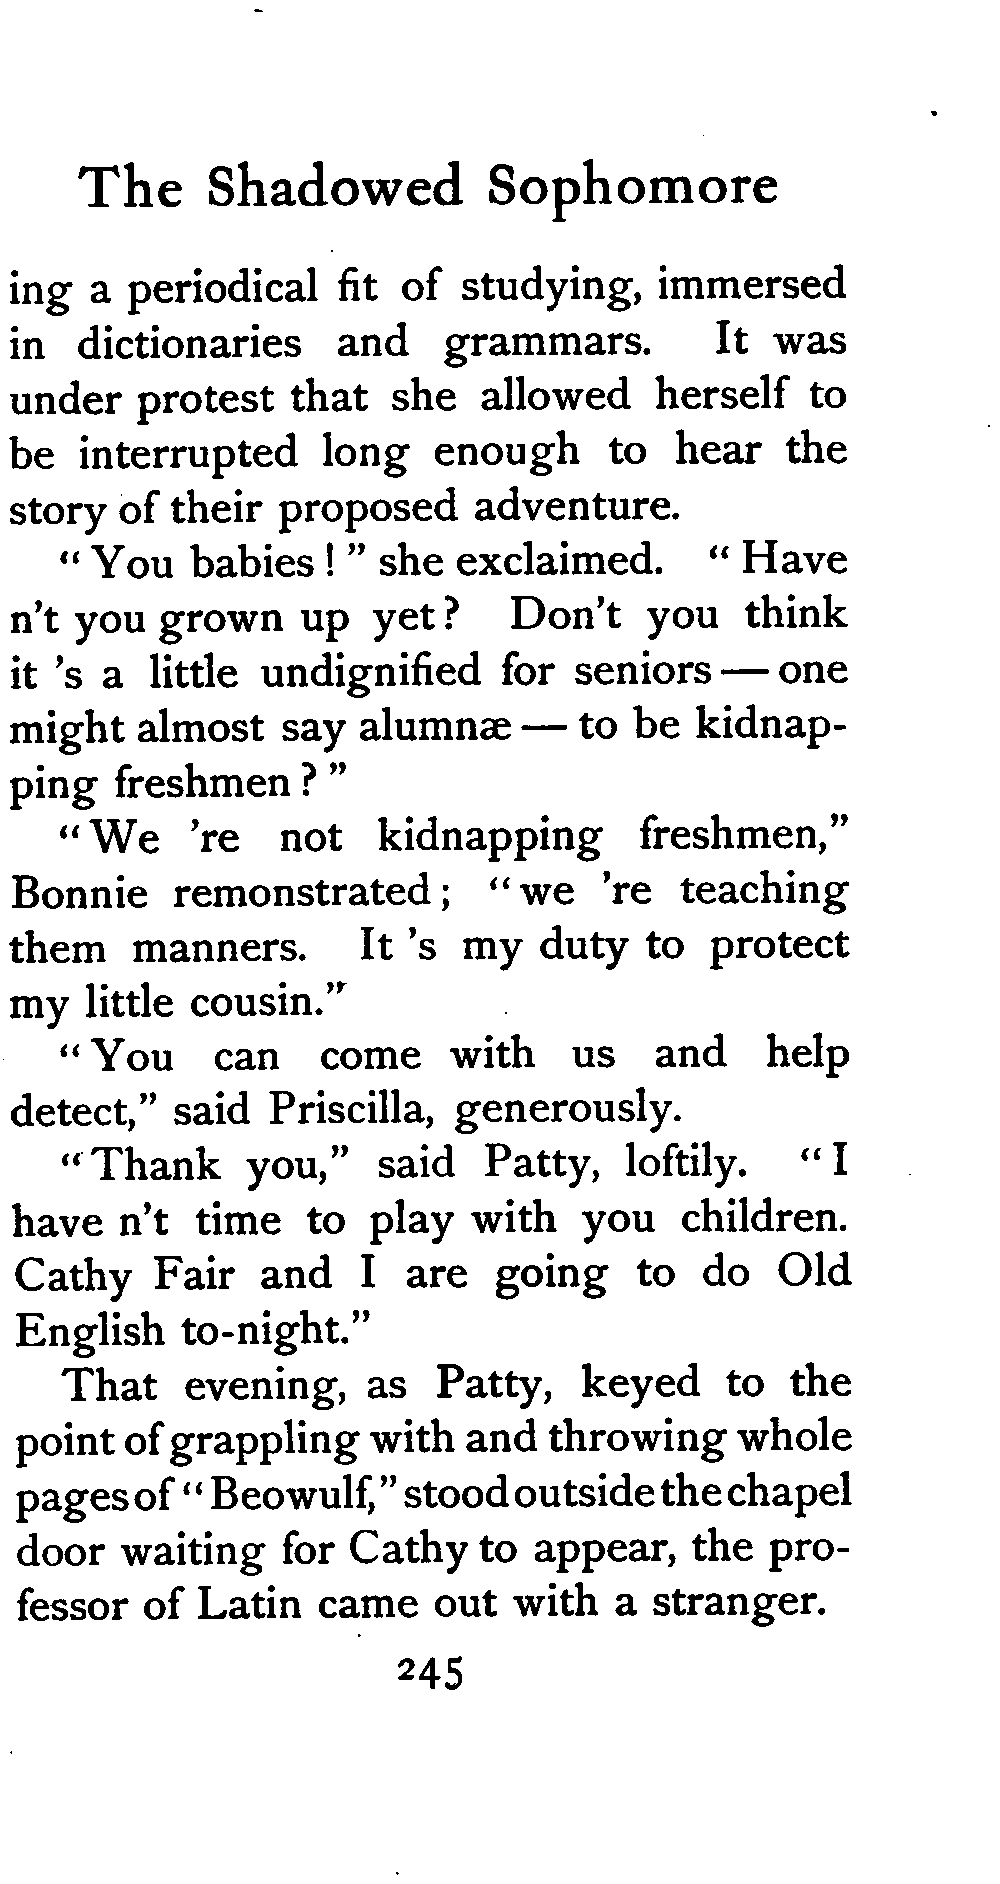 The Shadowed Sophomore
ing a periodical fit of studying, immersed
in dictionaries and grammars. It was
under protest that she allowed herself to
be interrupted long enough to hear the
story of their proposed adventure.
" You babies ! " she exclaimed. " Have
n't you grown up yet ? Don't you think
it 's a little undignified for seniors — one
might almost say alumnæ — to be kidnap-
ping freshmen ? "
" We 're not kidnapping freshmen,"
Bonnie remonstrated ; " we 're teaching
them manners. It 's my duty to protect
my little cousin."
" You can come with us and help
detect," said Priscilla, generously.
" Thank you," said Patty, loftily. " I
have n't time to play with you children.
Cathy Fair and I are going to do Old
English to-night."
That evening, as Patty, keyed to the
point of grappling with and throwing whole
pages of " Beowulf," stood outside the chapel
door waiting for Cathy to appear, the pro-
fessor of Latin came out with a stranger.
245